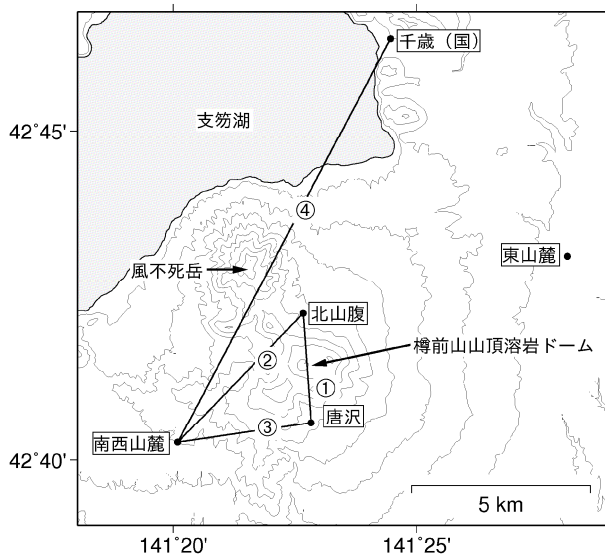 千歳（国）
42°45'
支笏湖
④
東山麓
風不死岳
北山腹
樽前山山頂溶岩ドーム
②
①
③
唐沢
南西山麓
42°40'
5 km
141°20'
141°25'